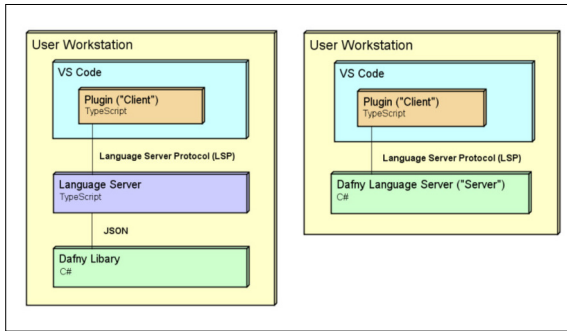 User Workstation
VS Code
Plugin ("Client")
TypeScript
Language Server Protocol (LSP)
Language Server
TypeScript
JSON
Dafny Libary
C#
User Workstation
VS Code
Plugin ("Client")
TypeScript
Language Server Protocol (LSP)
Dafny Language Server ("Server")
C#